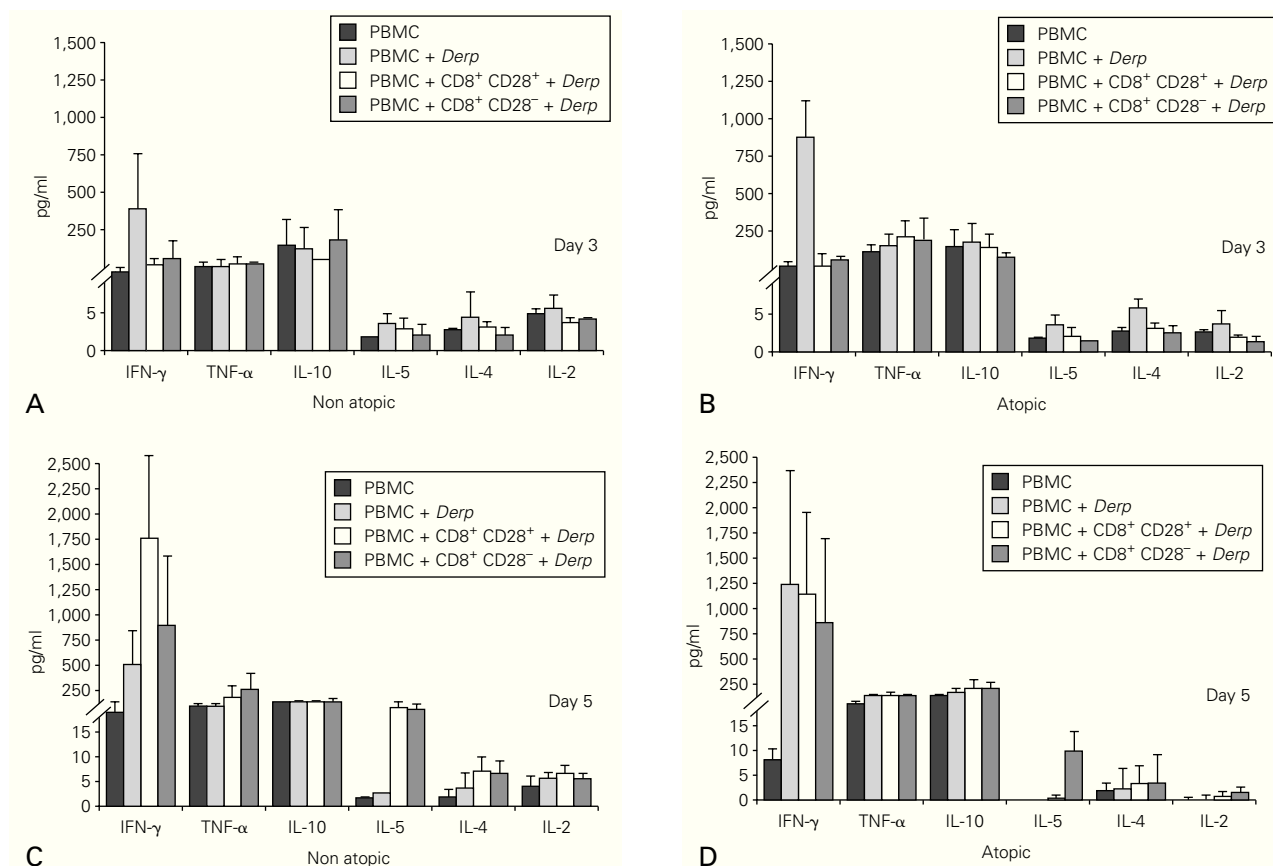 1,500
1,250
1,000
750
500
250
5
0
pg/ml
PBMC
PBMC + Derp
PBMC + CD8⁺ CD28⁺ + Derp
PBMC + CD8⁺ CD28⁻ + Derp
Day 3
IFN-γ TNF-α IL-10 IL-5 IL-4 IL-2
Non atopic
A
1,500
1,250
1,000
750
500
250
5
0
pg/ml
PBMC
PBMC + Derp
PBMC + CD8⁺ CD28⁺ + Derp
PBMC + CD8⁺ CD28⁻ + Derp
Day 3
IFN-γ TNF-α IL-10 IL-5 IL-4 IL-2
Atopic
B
2,500
2,250
2,000
1,750
1,500
1,250
1,000
750
500
250
15
10
5
0
pg/ml
PBMC
PBMC + Derp
PBMC + CD8⁺ CD28⁺ + Derp
PBMC + CD8⁺ CD28⁻ + Derp
Day 5
IFN-γ TNF-α IL-10 IL-5 IL-4 IL-2
Non atopic
C
2,500
2,250
2,000
1,750
1,500
1,250
1,000
750
500
250
15
10
5
0
pg/ml
PBMC
PBMC + Derp
PBMC + CD8⁺ CD28⁺ + Derp
PBMC + CD8⁺ CD28⁻ + Derp
Day 5
IFN-γ TNF-α IL-10 IL-5 IL-4 IL-2
Atopic
D